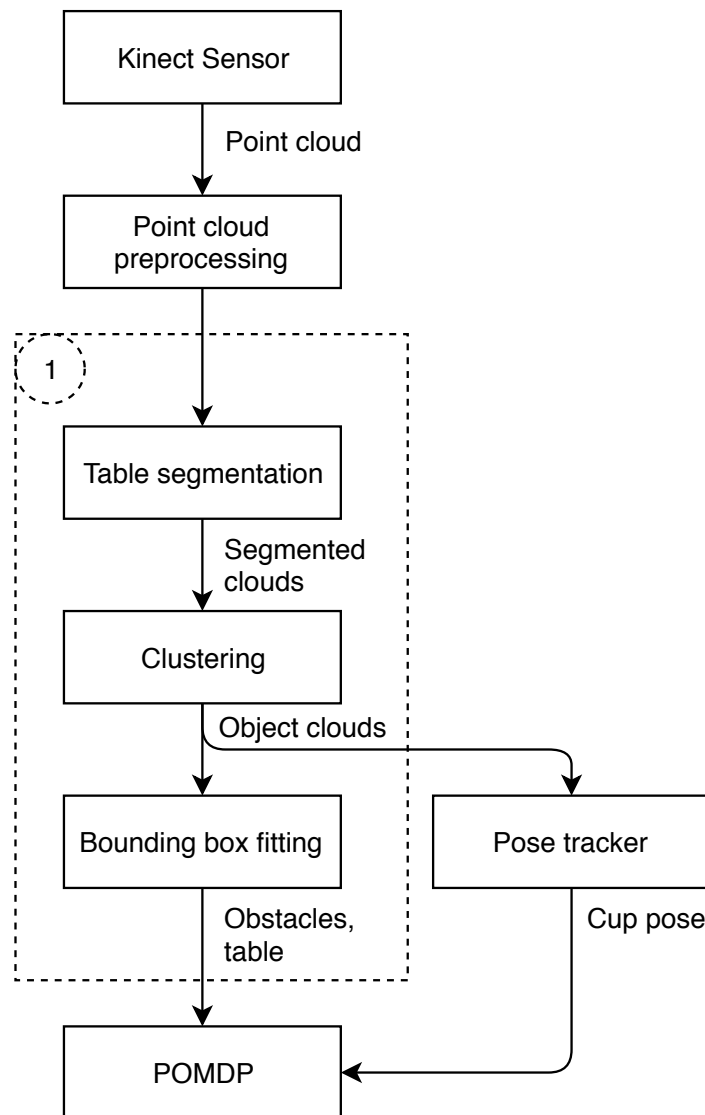 Kinect Sensor
Point cloud
Point cloud
preprocessing
1
Table segmentation
Segmented
clouds
Clustering
Object clouds
Bounding box fitting
Pose tracker
Obstacles,
table
Cup pose
POMDP